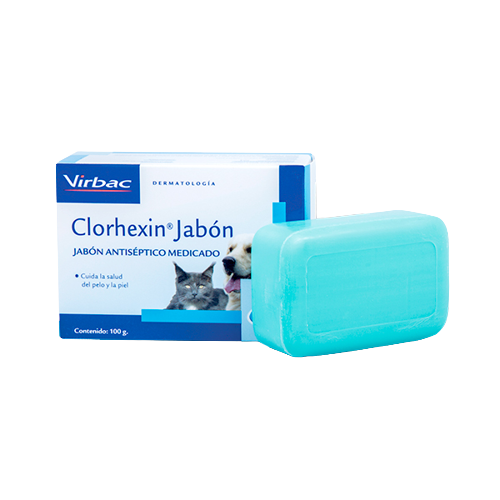 Virbac
DERMATOLOGÍA
Clorhexin® Jabón
JABÓN ANTISÉPTICO MEDICADO
• Cuida la salud
del pelo y la piel
Contenido: 100 g.